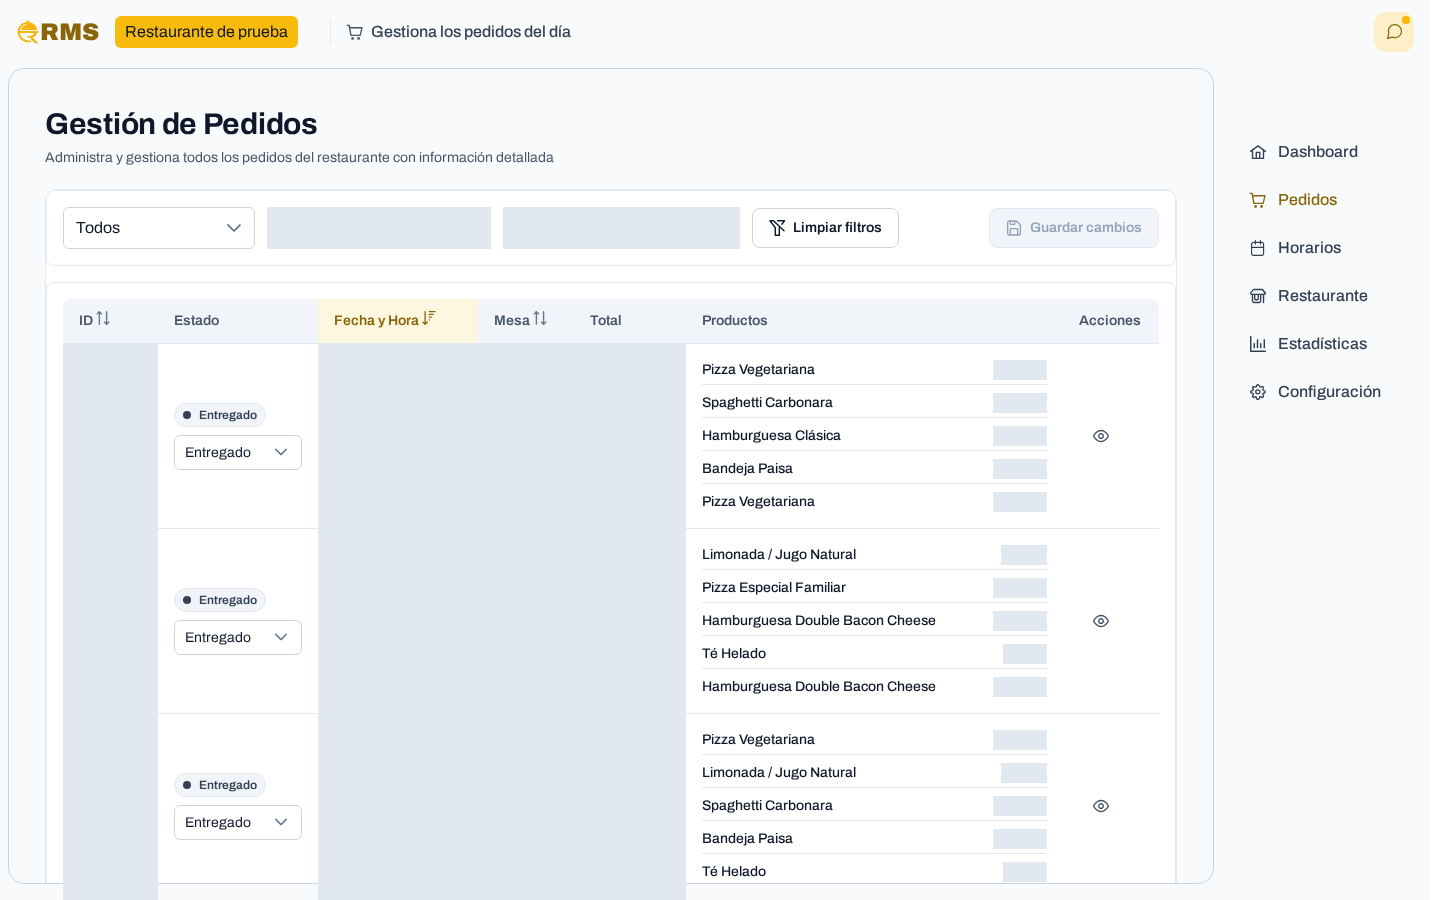 RMS
Restaurante de prueba
Gestiona los pedidos del día
Gestión de Pedidos
Administra y gestiona todos los pedidos del restaurante con información detallada
Todos
Limpiar filtros
Guardar cambios
ID
Estado
Fecha y Hora
Mesa
Total
Productos
Acciones
Entregado
Entregado
Pizza Vegetariana
Spaghetti Carbonara
Hamburguesa Clásica
Bandeja Paisa
Pizza Vegetariana
Entregado
Entregado
Limonada / Jugo Natural
Pizza Especial Familiar
Hamburguesa Double Bacon Cheese
Té Helado
Hamburguesa Double Bacon Cheese
Entregado
Entregado
Pizza Vegetariana
Limonada / Jugo Natural
Spaghetti Carbonara
Bandeja Paisa
Té Helado
Dashboard
Pedidos
Horarios
Restaurante
Estadísticas
Configuración